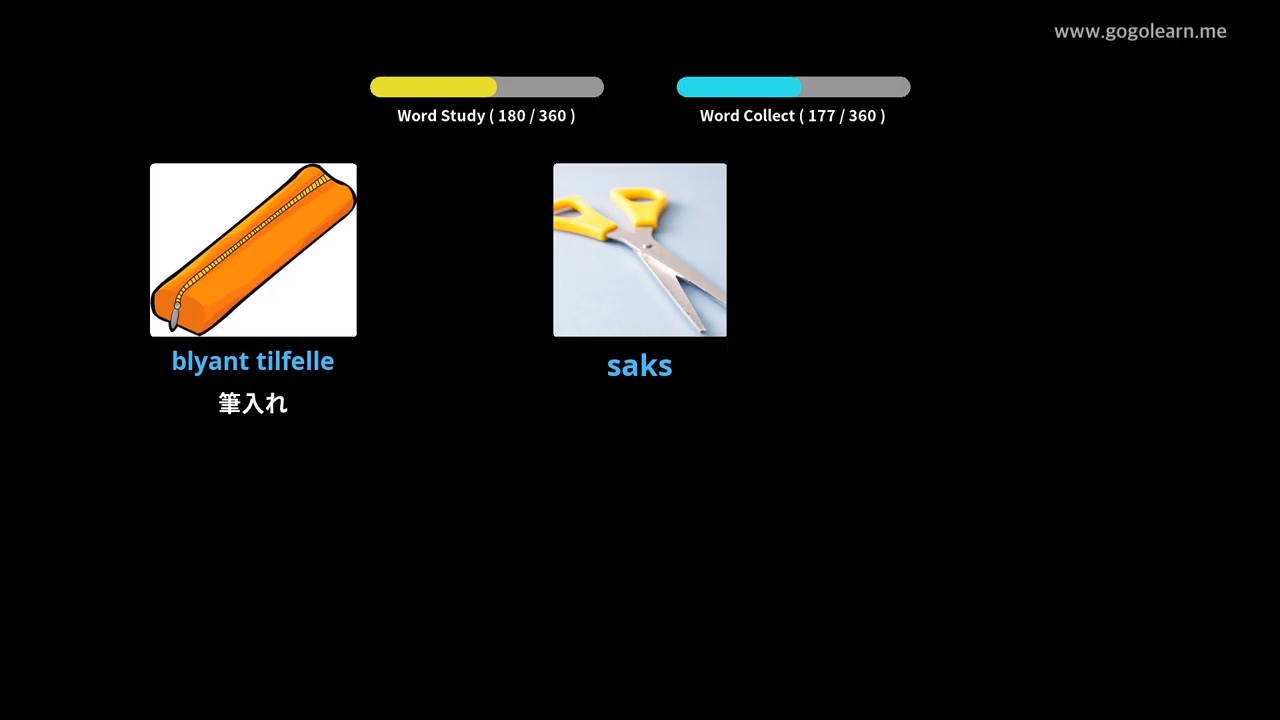 www.gogolearn.me
Word Study ( 180 / 360 )
Word Collect ( 177 / 360 )
blyant tilfelle
筆入れ
saks